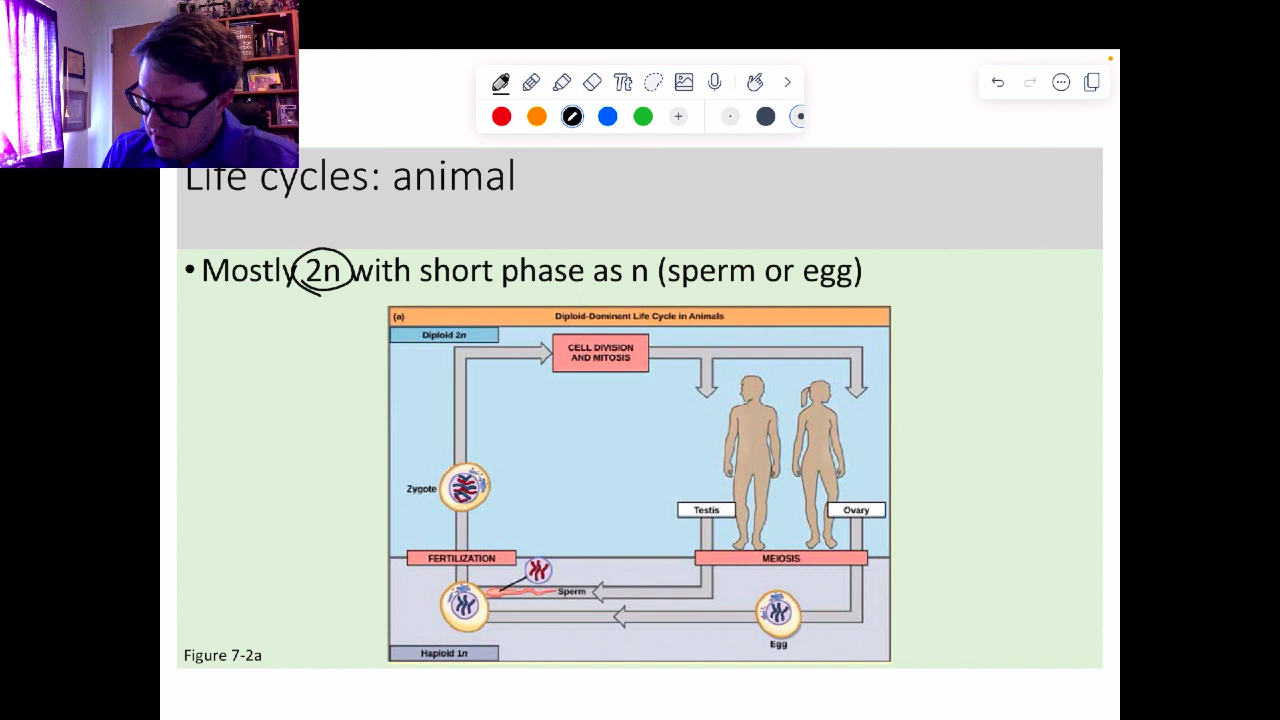 Tt
Life cycles: animal
• Mostly 2n with short phase as n (sperm or egg)
(a) Diploid-Dominant Life Cycle in Animals
Diploid 2n
CELL DIVISION
AND MITOSIS
Zygote
Testis
Ovary
FERTILIZATION
MEIOSIS
Sperm
Egg
Haploid 1n
Figure 7-2a